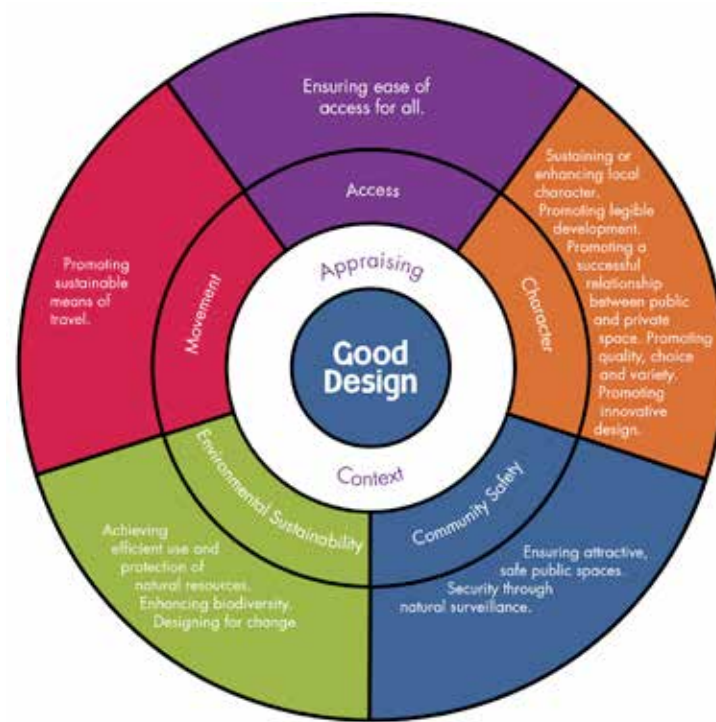 Ensuring ease of
access for all.
Access
Sustaining or
enhancing local
character.
Promoting legible
development.
Promoting a
successful
relationship
between public
and private
space. Promoting
quality, choice
and variety.
Promoting
innovative
design.
Character
Ensuring attractive,
safe public spaces.
Security through
natural surveillance.
Community Safety
Achieving
efficient use and
protection of
natural resources.
Enhancing biodiversity.
Designing for change.
Environmental Sustainability
Promoting
sustainable
means of
travel.
Movement
Appraising
Context
Good
Design